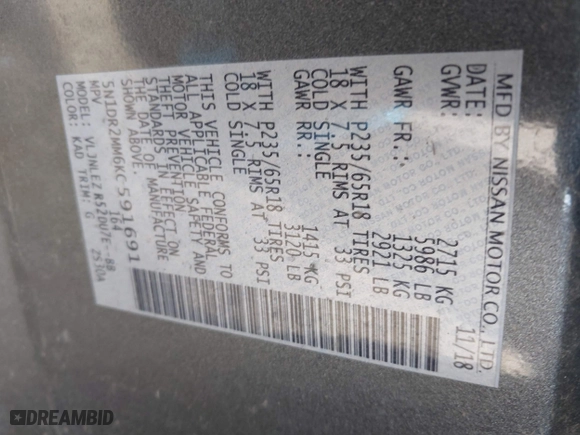 MFD BY NISSAN MOTOR CO., LTD.
DATE: 11/18
GVWR: 2715 KG
5986 LB
GAWR FR.: 1325 KG
2921 LB
WITH P235/65R18 TIRES
18 X 7.5 RIMS AT 33 PSI
COLD SINGLE
GAWR RR.: 1415 KG
3120 LB
WITH P235/65R18 TIRES
18 X 7.5 RIMS AT 33 PSI
COLD SINGLE
THIS VEHICLE CONFORMS TO
ALL APPLICABLE FEDERAL
MOTOR VEHICLE SAFETY AND
THEFT PREVENTION
STANDARDS IN EFFECT ON
THE DATE OF MANUFACTURE
SHOWN ABOVE.
5N1DR2MM6KC591691
MPV 164
MODEL: VLJNLEZ
COLOR: KAD TRIM: G 25304
DREAMBID